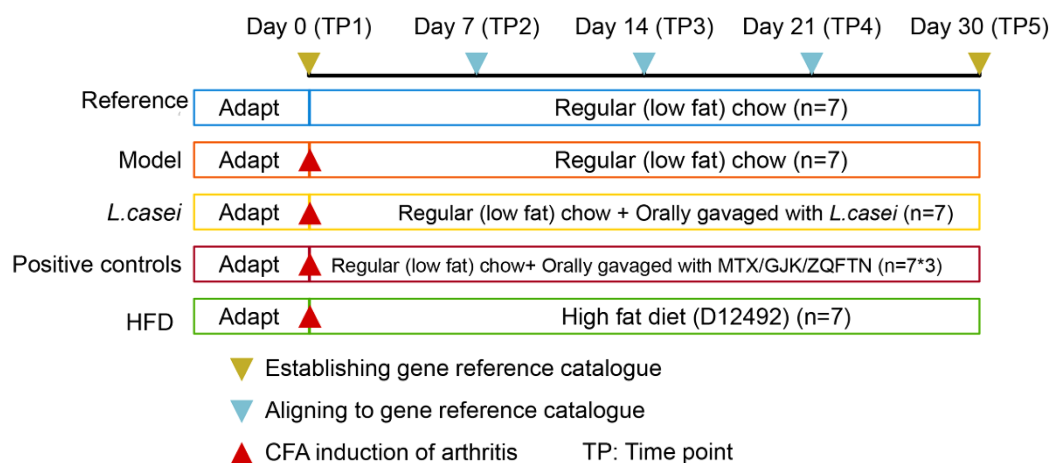 Day 0 (TP1) Day 7 (TP2) Day 14 (TP3) Day 21 (TP4) Day 30 (TP5)
Reference Adapt Regular (low fat) chow (n=7)
Model Adapt Regular (low fat) chow (n=7)
L.casei Adapt Regular (low fat) chow + Orally gavaged with L.casei (n=7)
Positive controls Adapt Regular (low fat) chow+ Orally gavaged with MTX/GJK/ZQFTN (n=7*3)
HFD Adapt High fat diet (D12492) (n=7)
Establishing gene reference catalogue
Aligning to gene reference catalogue
CFA induction of arthritis TP: Time point